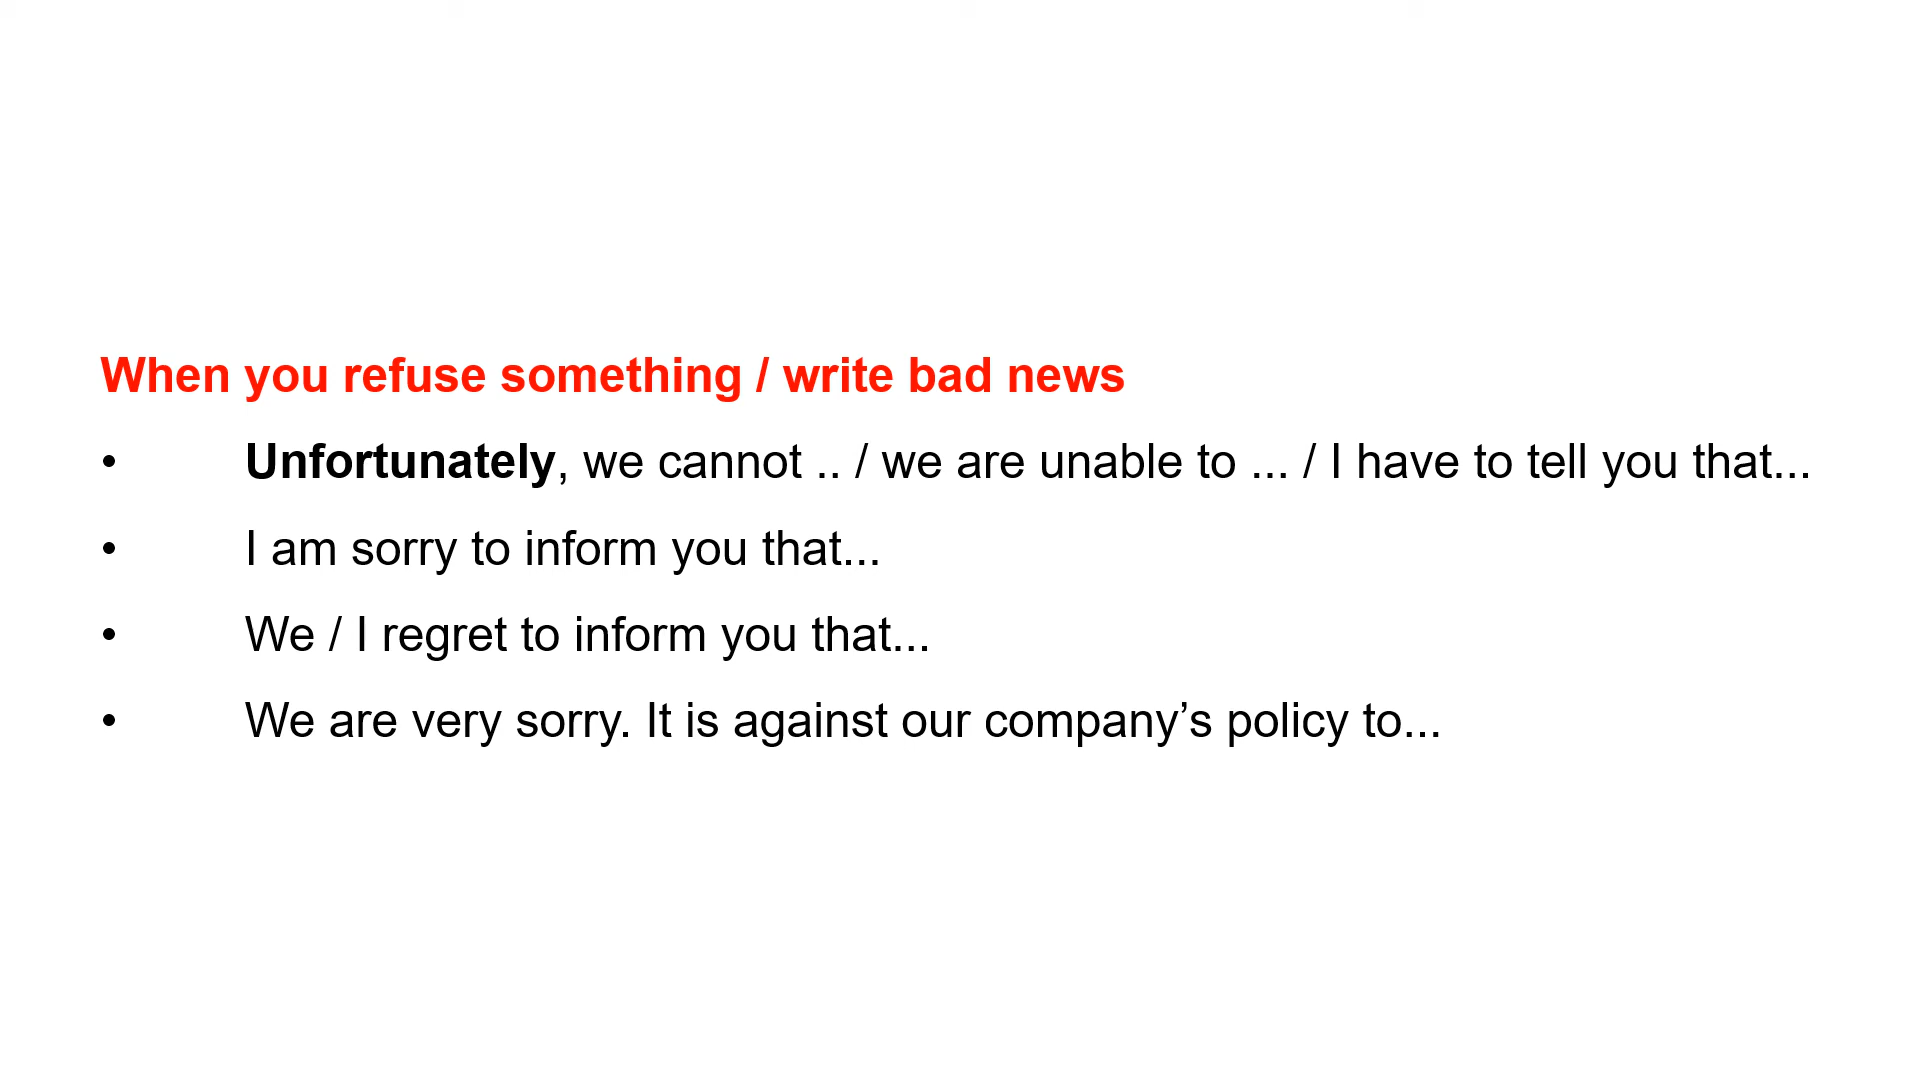 When you refuse something / write bad news
• Unfortunately, we cannot .. / we are unable to ... / I have to tell you that...
• I am sorry to inform you that...
• We / I regret to inform you that...
• We are very sorry. It is against our company’s policy to...